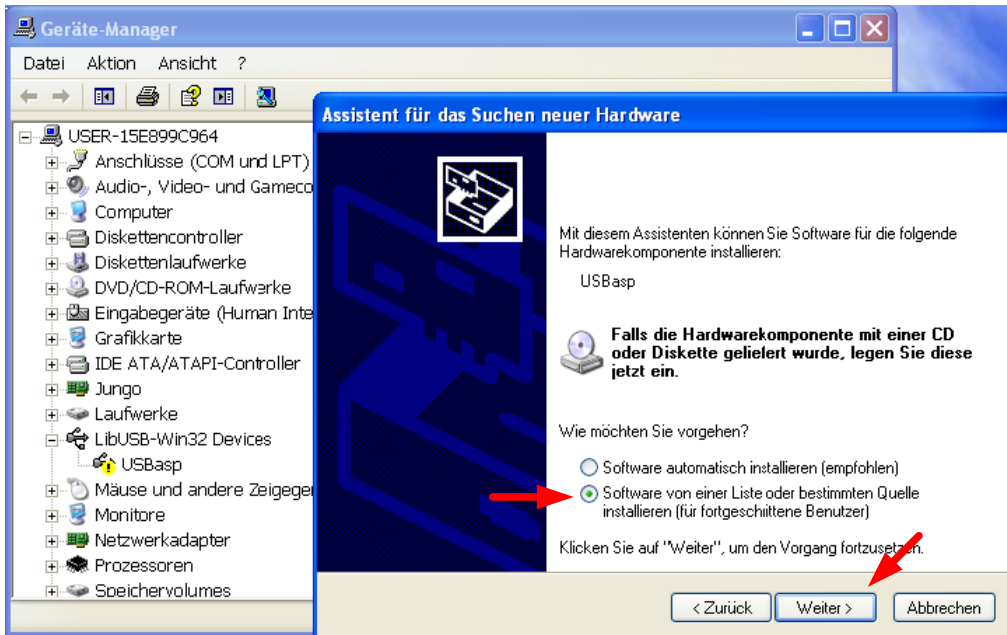 Geräte-Manager
Datei Aktion Ansicht ?
USER-15E899C964
Anschlüsse (COM und LPT)
Audio-, Video- und Gameco
Computer
Diskettencontroller
Diskettenlaufwerke
DVD/CD-ROM-Laufwerke
Eingabegeräte (Human Inte
Grafikkarte
IDE ATA/ATAPI-Controller
Jungo
Laufwerke
LibUSB-Win32 Devices
USBasp
Mäuse und andere Zeigege
Monitore
Netzwerkadapter
Prozessoren
Speichervolumes
Assistent für das Suchen neuer Hardware
Mit diesem Assistenten können Sie Software für die folgende
Hardwarekomponente installieren:
USBasp
Falls die Hardwarekomponente mit einer CD
oder Diskette geliefert wurde, legen Sie diese
jetzt ein.
Wie möchten Sie vorgehen?
Software automatisch installieren (empfohlen)
Software von einer Liste oder bestimmten Quelle
installieren (für fortgeschittene Benutzer)
Klicken Sie auf "Weiter", um den Vorgang fortzusetzen.
< Zurück Weiter > Abbrechen